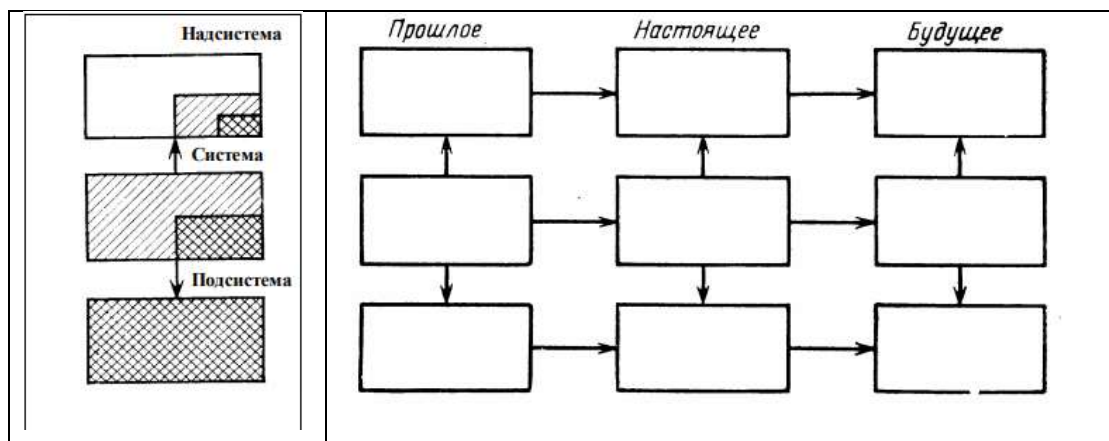 Надсистема
Система
Подсистема
Прошлое
Настоящее
Будущее